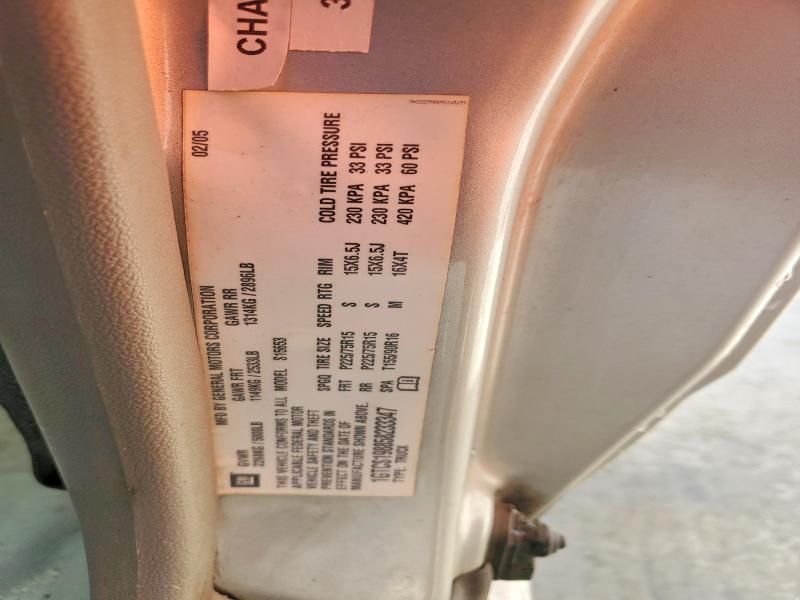 CHA
3
02/05
MFD BY GENERAL MOTORS CORPORATION
GM
GVWR GAWR FRT GAWR RR
2268KG / 5000LB 1149KG / 2533LB 1314KG / 2896LB
THIS VEHICLE CONFORMS TO ALL MODEL S15653
APPLICABLE FEDERAL MOTOR
VEHICLE SAFETY AND THEFT
PREVENTION STANDARDS IN
EFFECT ON THE DATE OF
MANUFACTURE SHOWN ABOVE.
1GTCS190858233347
TYPE: TRUCK
SPGO TIRE SIZE SPEED RTG RIM COLD TIRE PRESSURE
FRT P225/75R15 S 15X6.5J 230 KPA 33 PSI
RR P225/75R15 S 15X6.5J 230 KPA 33 PSI
SPA T155/90R16 M 16X4T 420 KPA 60 PSI